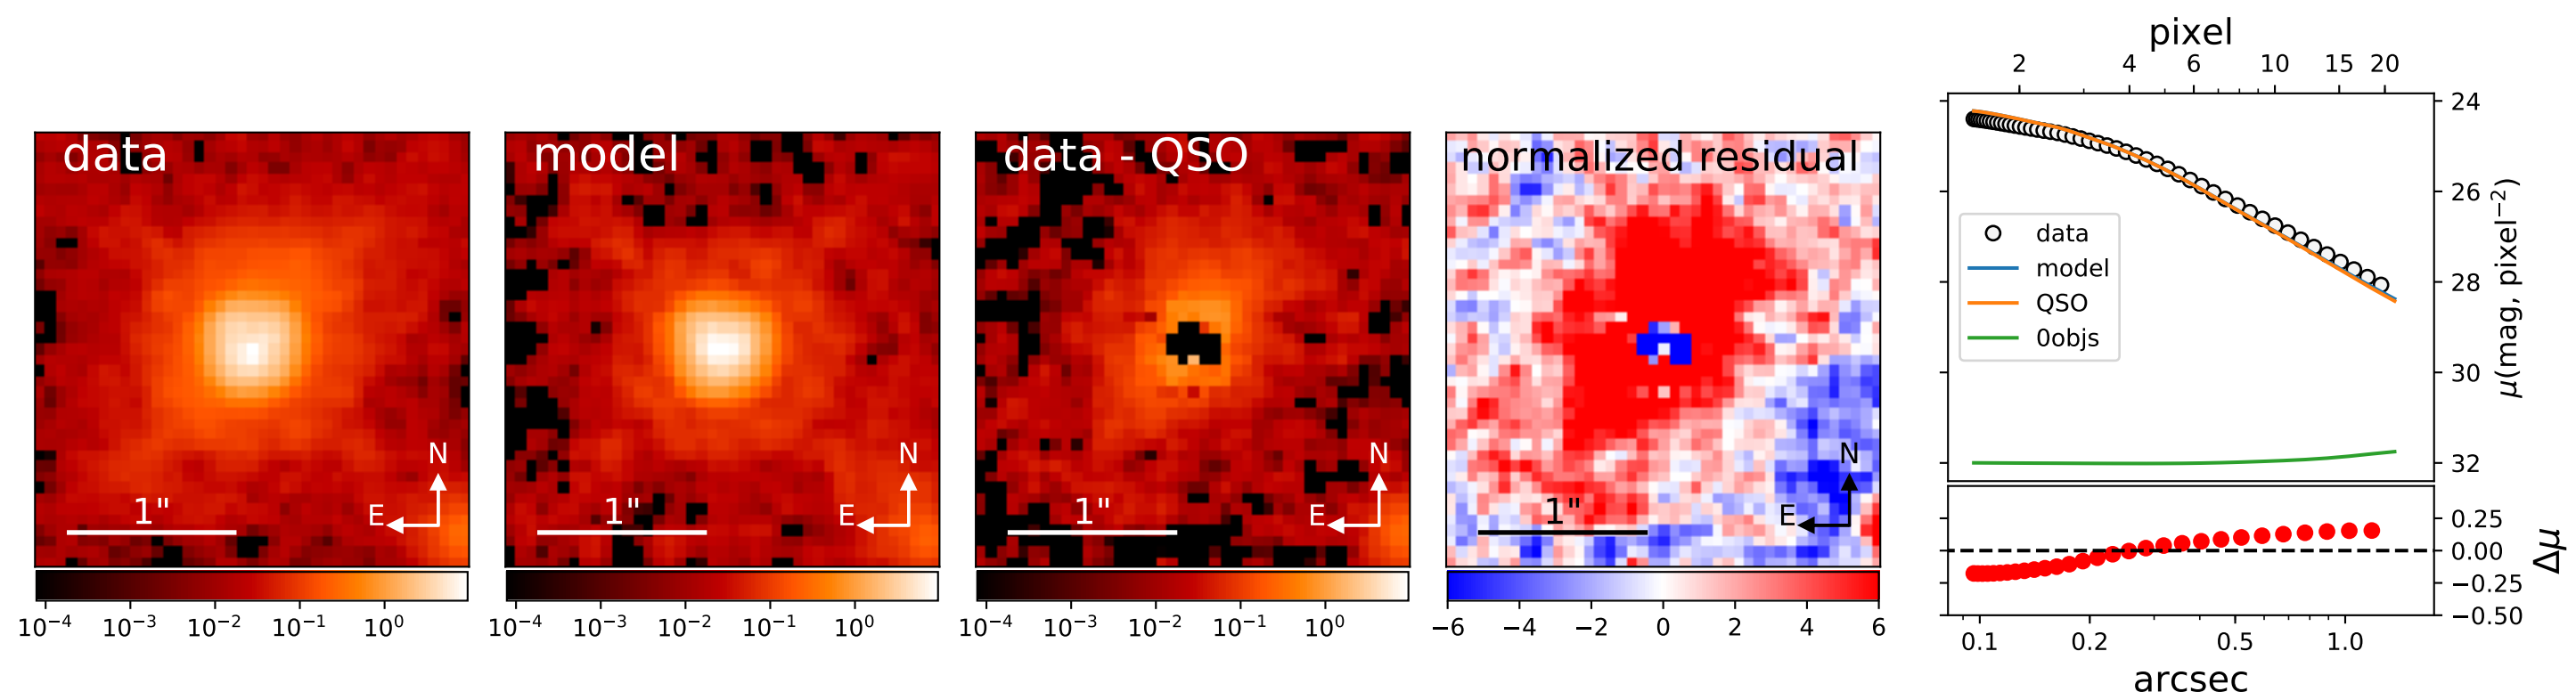 data
N
E
1"
10⁻⁴ 10⁻³ 10⁻² 10⁻¹ 10⁰
model
N
E
1"
10⁻⁴ 10⁻³ 10⁻² 10⁻¹ 10⁰
data - QSO
N
E
1"
10⁻⁴ 10⁻³ 10⁻² 10⁻¹ 10⁰
normalized residual
N
E
1"
−6 −4 −2 0 2 4 6
pixel
2 4 6 10 15 20
24
26
28
30
32
μ(mag, pixel⁻²)
data
model
QSO
0objs
0.25
0.00
−0.25
−0.50
Δμ
0.1 0.2 0.5 1.0
arcsec